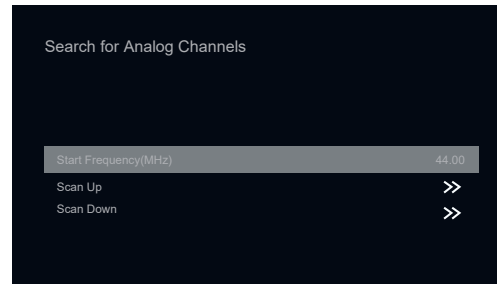 Search for Analog Channels
Start Frequency(MHz) 44.00
Scan Up
Scan Down